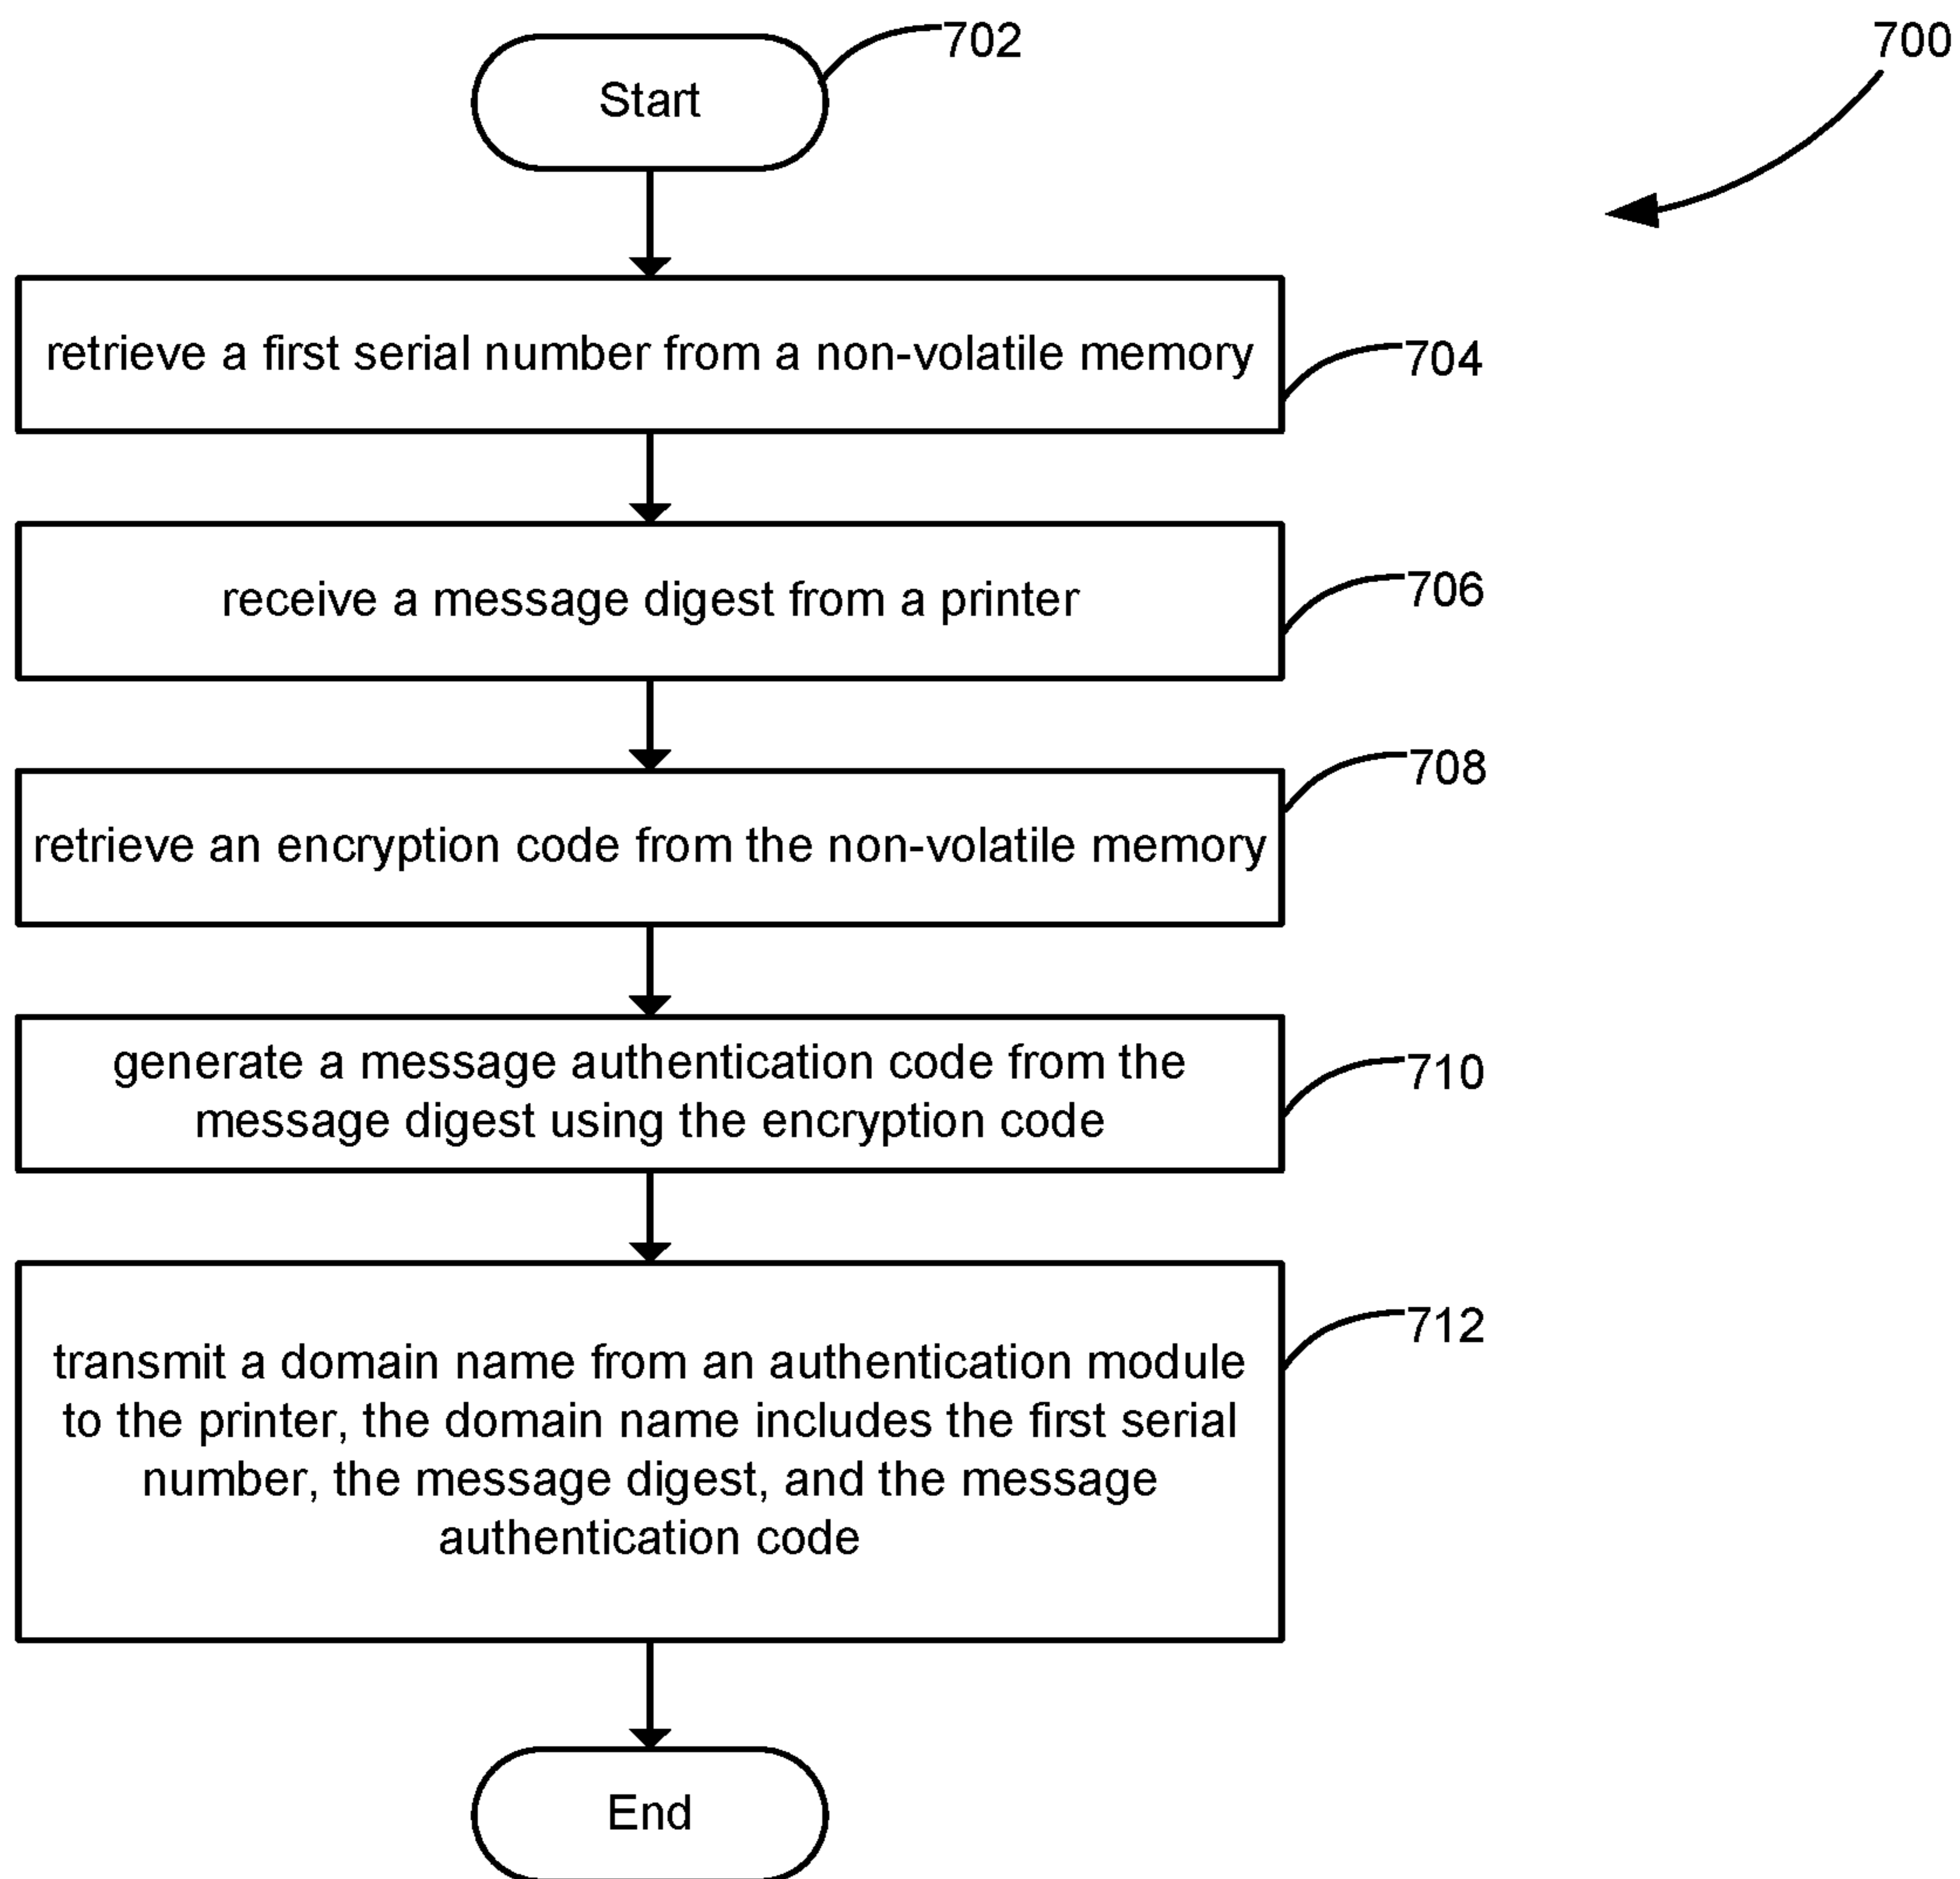 702
700
Start
retrieve a first serial number from a non-volatile memory
704
receive a message digest from a printer
706
708
retrieve an encryption code from the non-volatile memory
generate a message authentication code from the
message digest using the encryption code
710
712
transmit a domain name from an authentication module
to the printer, the domain name includes the first serial
number, the message digest, and the message
authentication code
End